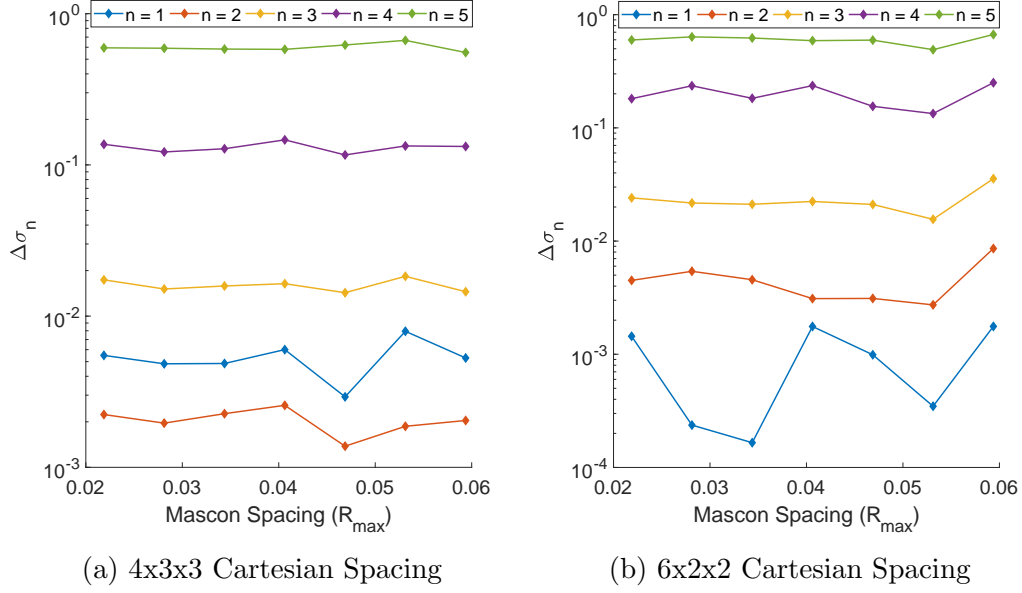 n = 1 n = 2 n = 3 n = 4 n = 5
10^0
10^-1
10^-2
10^-3
Δσ_n
0.02 0.03 0.04 0.05 0.06
Mascon Spacing (R_max)
(a) 4x3x3 Cartesian Spacing
n = 1 n = 2 n = 3 n = 4 n = 5
10^0
10^-1
10^-2
10^-3
10^-4
Δσ_n
0.02 0.03 0.04 0.05 0.06
Mascon Spacing (R_max)
(b) 6x2x2 Cartesian Spacing